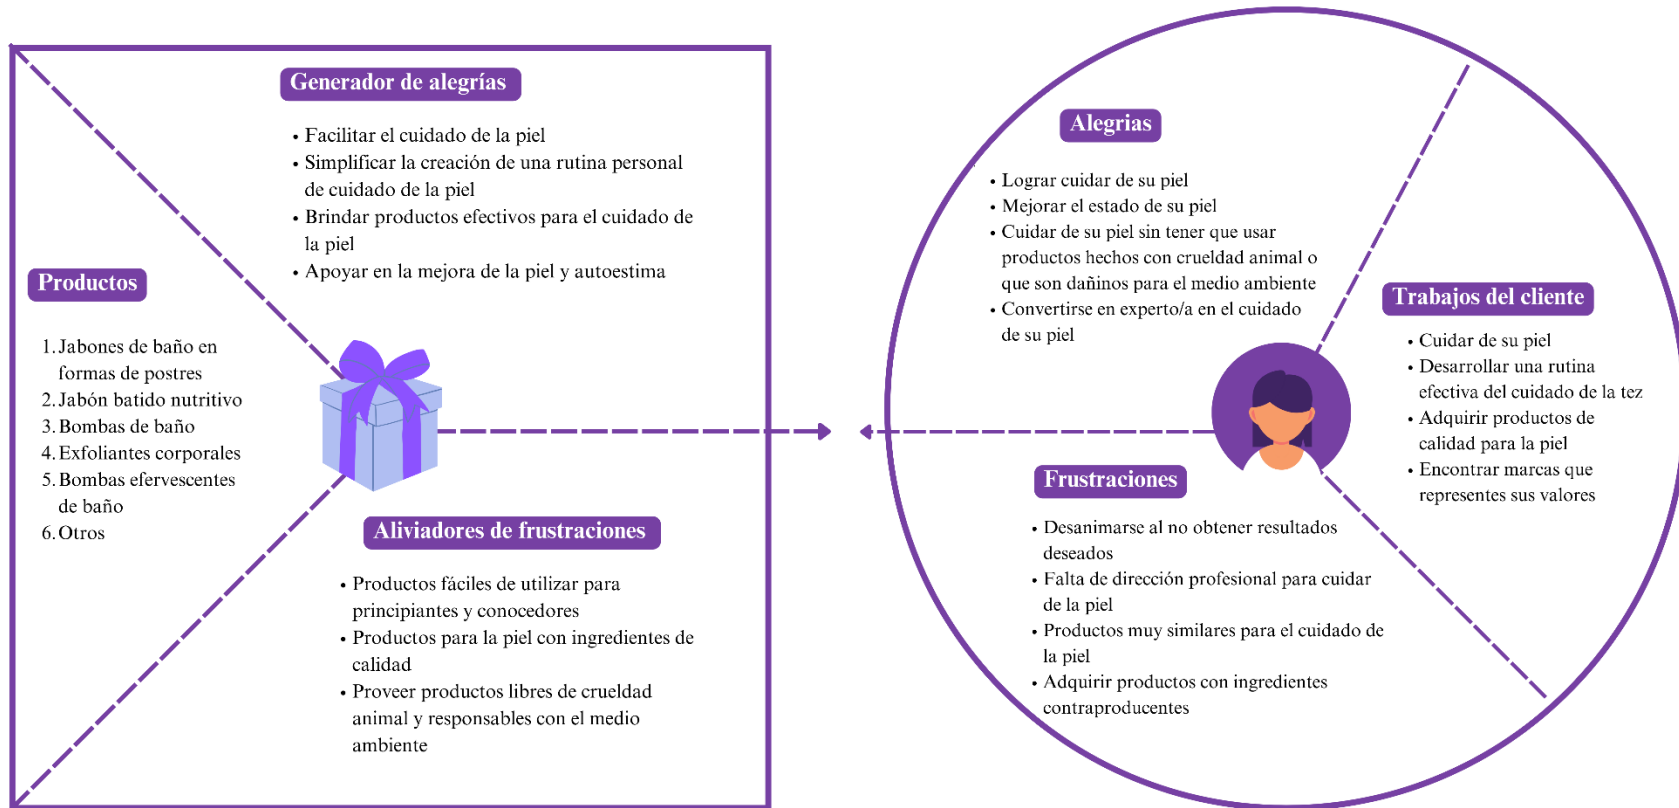 Generador de alegrías
• Facilitar el cuidado de la piel
• Simplificar la creación de una rutina personal
de cuidado de la piel
• Brindar productos efectivos para el cuidado de
la piel
• Apoyar en la mejora de la piel y autoestima
Productos
1. Jabones de baño en
formas de postres
2. Jabón batido nutritivo
3. Bombas de baño
4. Exfoliantes corporales
5. Bombas efervescentes
de baño
6. Otros
Aliviadores de frustraciones
• Productos fáciles de utilizar para
principiantes y conocedores
• Productos para la piel con ingredientes de
calidad
• Proveer productos libres de crueldad
animal y responsables con el medio
ambiente
Alegrias
• Lograr cuidar de su piel
• Mejorar el estado de su piel
• Cuidar de su piel sin tener que usar
productos hechos con crueldad animal o
que son dañinos para el medio ambiente
• Convertirse en experto/a en el cuidado
de su piel
Trabajos del cliente
• Cuidar de su piel
• Desarrollar una rutina
efectiva del cuidado de la tez
• Adquirir productos de
calidad para la piel
• Encontrar marcas que
representes sus valores
Frustraciones
• Desanimarse al no obtener resultados
deseados
• Falta de dirección profesional para cuidar
de la piel
• Productos muy similares para el cuidado de
la piel
• Adquirir productos con ingredientes
contraproducentes